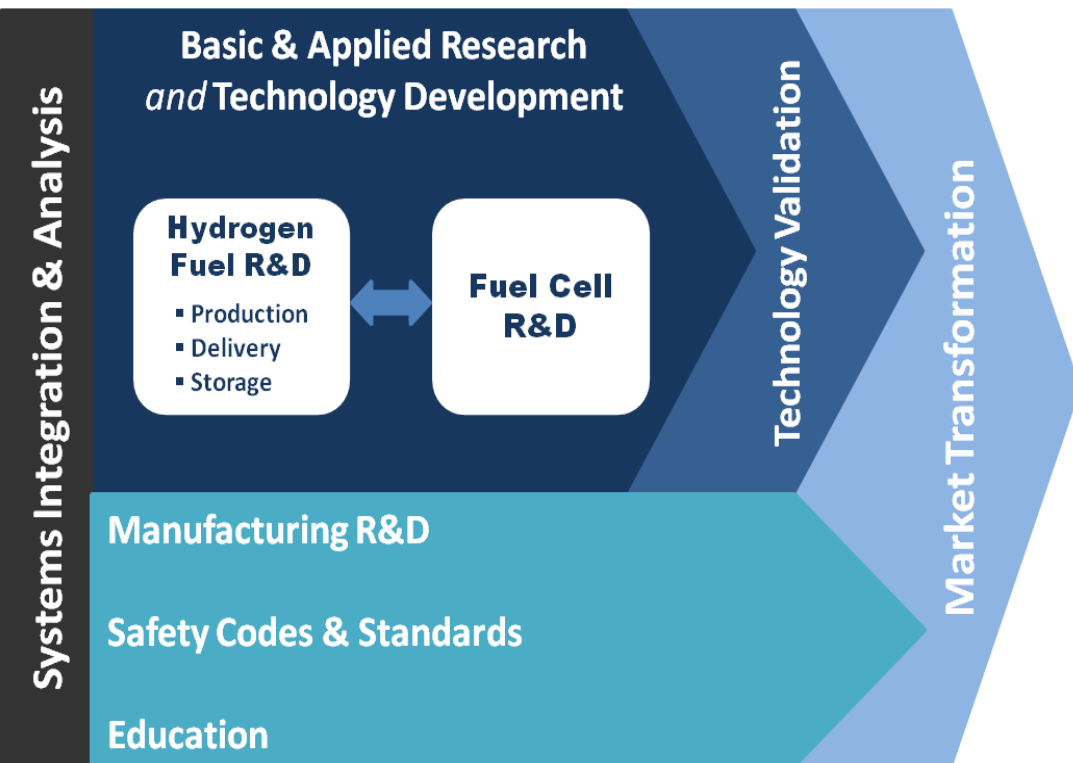 Systems Integration & Analysis
Basic & Applied Research
and Technology Development
Hydrogen
Fuel R&D
▪ Production
▪ Delivery
▪ Storage
Fuel Cell
R&D
Technology Validation
Market Transformation
Manufacturing R&D
Safety Codes & Standards
Education